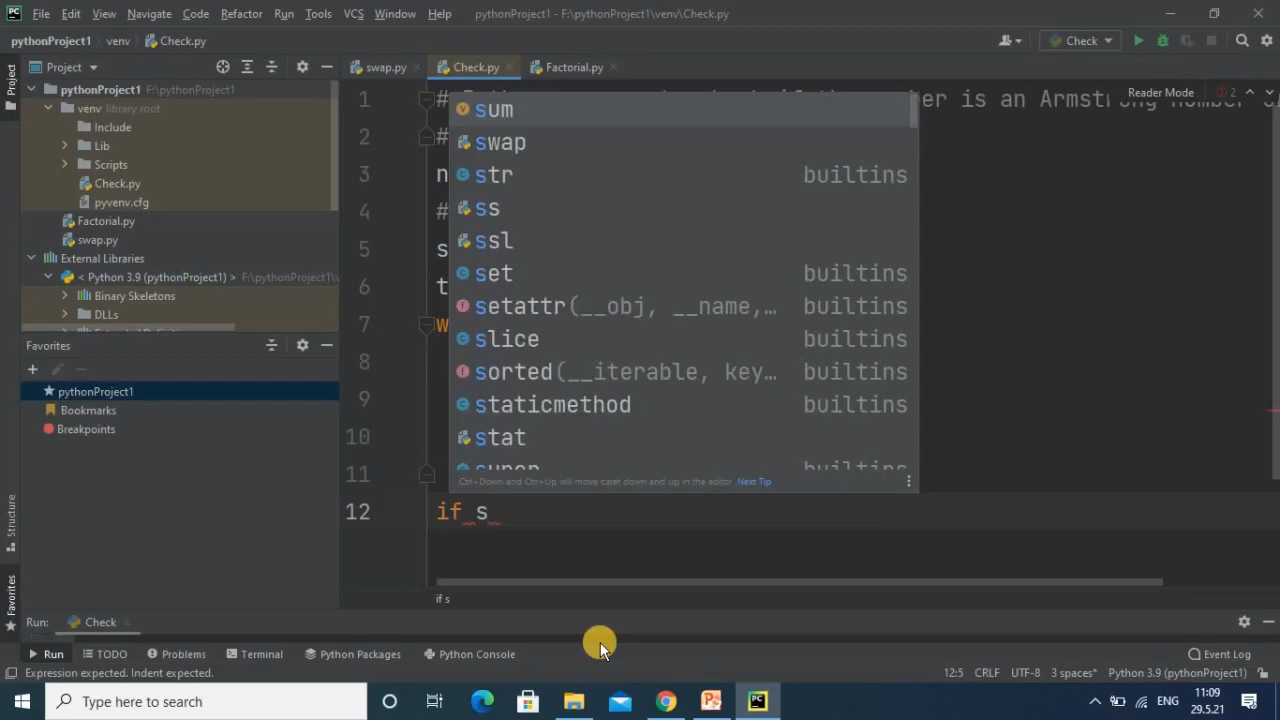 PC File Edit View Navigate Code Refactor Run Tools VCS Window Help pythonProject1 - F:\pythonProject1\venv\Check.py
pythonProject1 venv Check.py Check
Project swap.py Check.py Factorial.py
Project
pythonProject1 F:\pythonProject1
venv library root
Include
Lib
Scripts
Check.py
pyvenv.cfg
Factorial.py
swap.py
External Libraries
< Python 3.9 (pythonProject1) > F:\pythonProject1\
Binary Skeletons
DLLs
Favorites
pythonProject1
Bookmarks
Breakpoints
Structure
Favorites
1 # is an Armstrong
Reader Mode 2
2 #
3 n
4 #
5 s
6 t
7 w
8
9
10
11
12 if s
sum
swap
str builtins
ss
ssl
set builtins
setattr(__obj, __name,… builtins
slice builtins
sorted(__iterable, key… builtins
staticmethod builtins
stat
Ctrl+Down and Ctrl+Up will move caret down and up in the editor Next Tip
if s
Run: Check
Run TODO Problems Terminal Python Packages Python Console Event Log
Expression expected. Indent expected. 12:5 CRLF UTF-8 3 spaces* Python 3.9 (pythonProject1)
Type here to search ENG 11:09
29.5.21